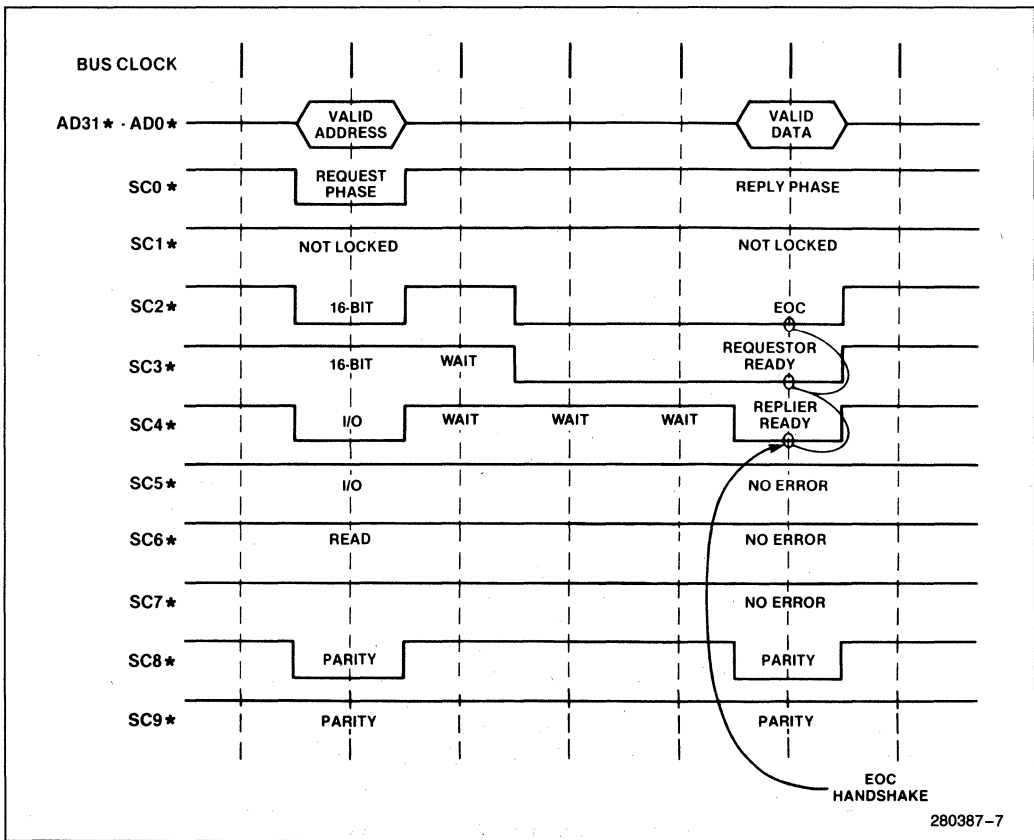 BUS CLOCK
AD31* · AD0*
VALID
ADDRESS
VALID
DATA
SC0*
REQUEST
PHASE
REPLY PHASE
SC1*
NOT LOCKED
NOT LOCKED
SC2*
16-BIT
EOC
SC3*
16-BIT
WAIT
REQUESTOR
READY
SC4*
I/O
WAIT
WAIT
WAIT
REPLIER
READY
SC5*
I/O
NO ERROR
SC6*
READ
NO ERROR
SC7*
NO ERROR
SC8*
PARITY
PARITY
SC9*
PARITY
PARITY
EOC
HANDSHAKE
280387-7